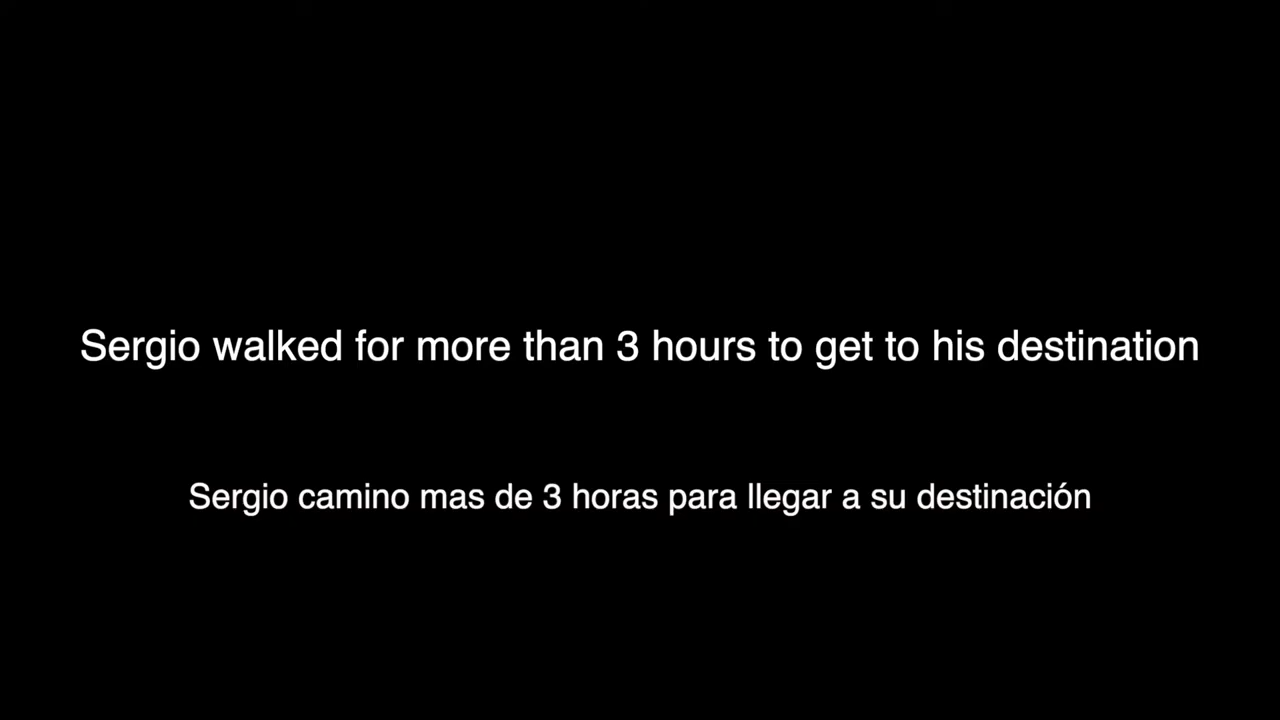 Sergio walked for more than 3 hours to get to his destination
Sergio camino mas de 3 horas para llegar a su destinación